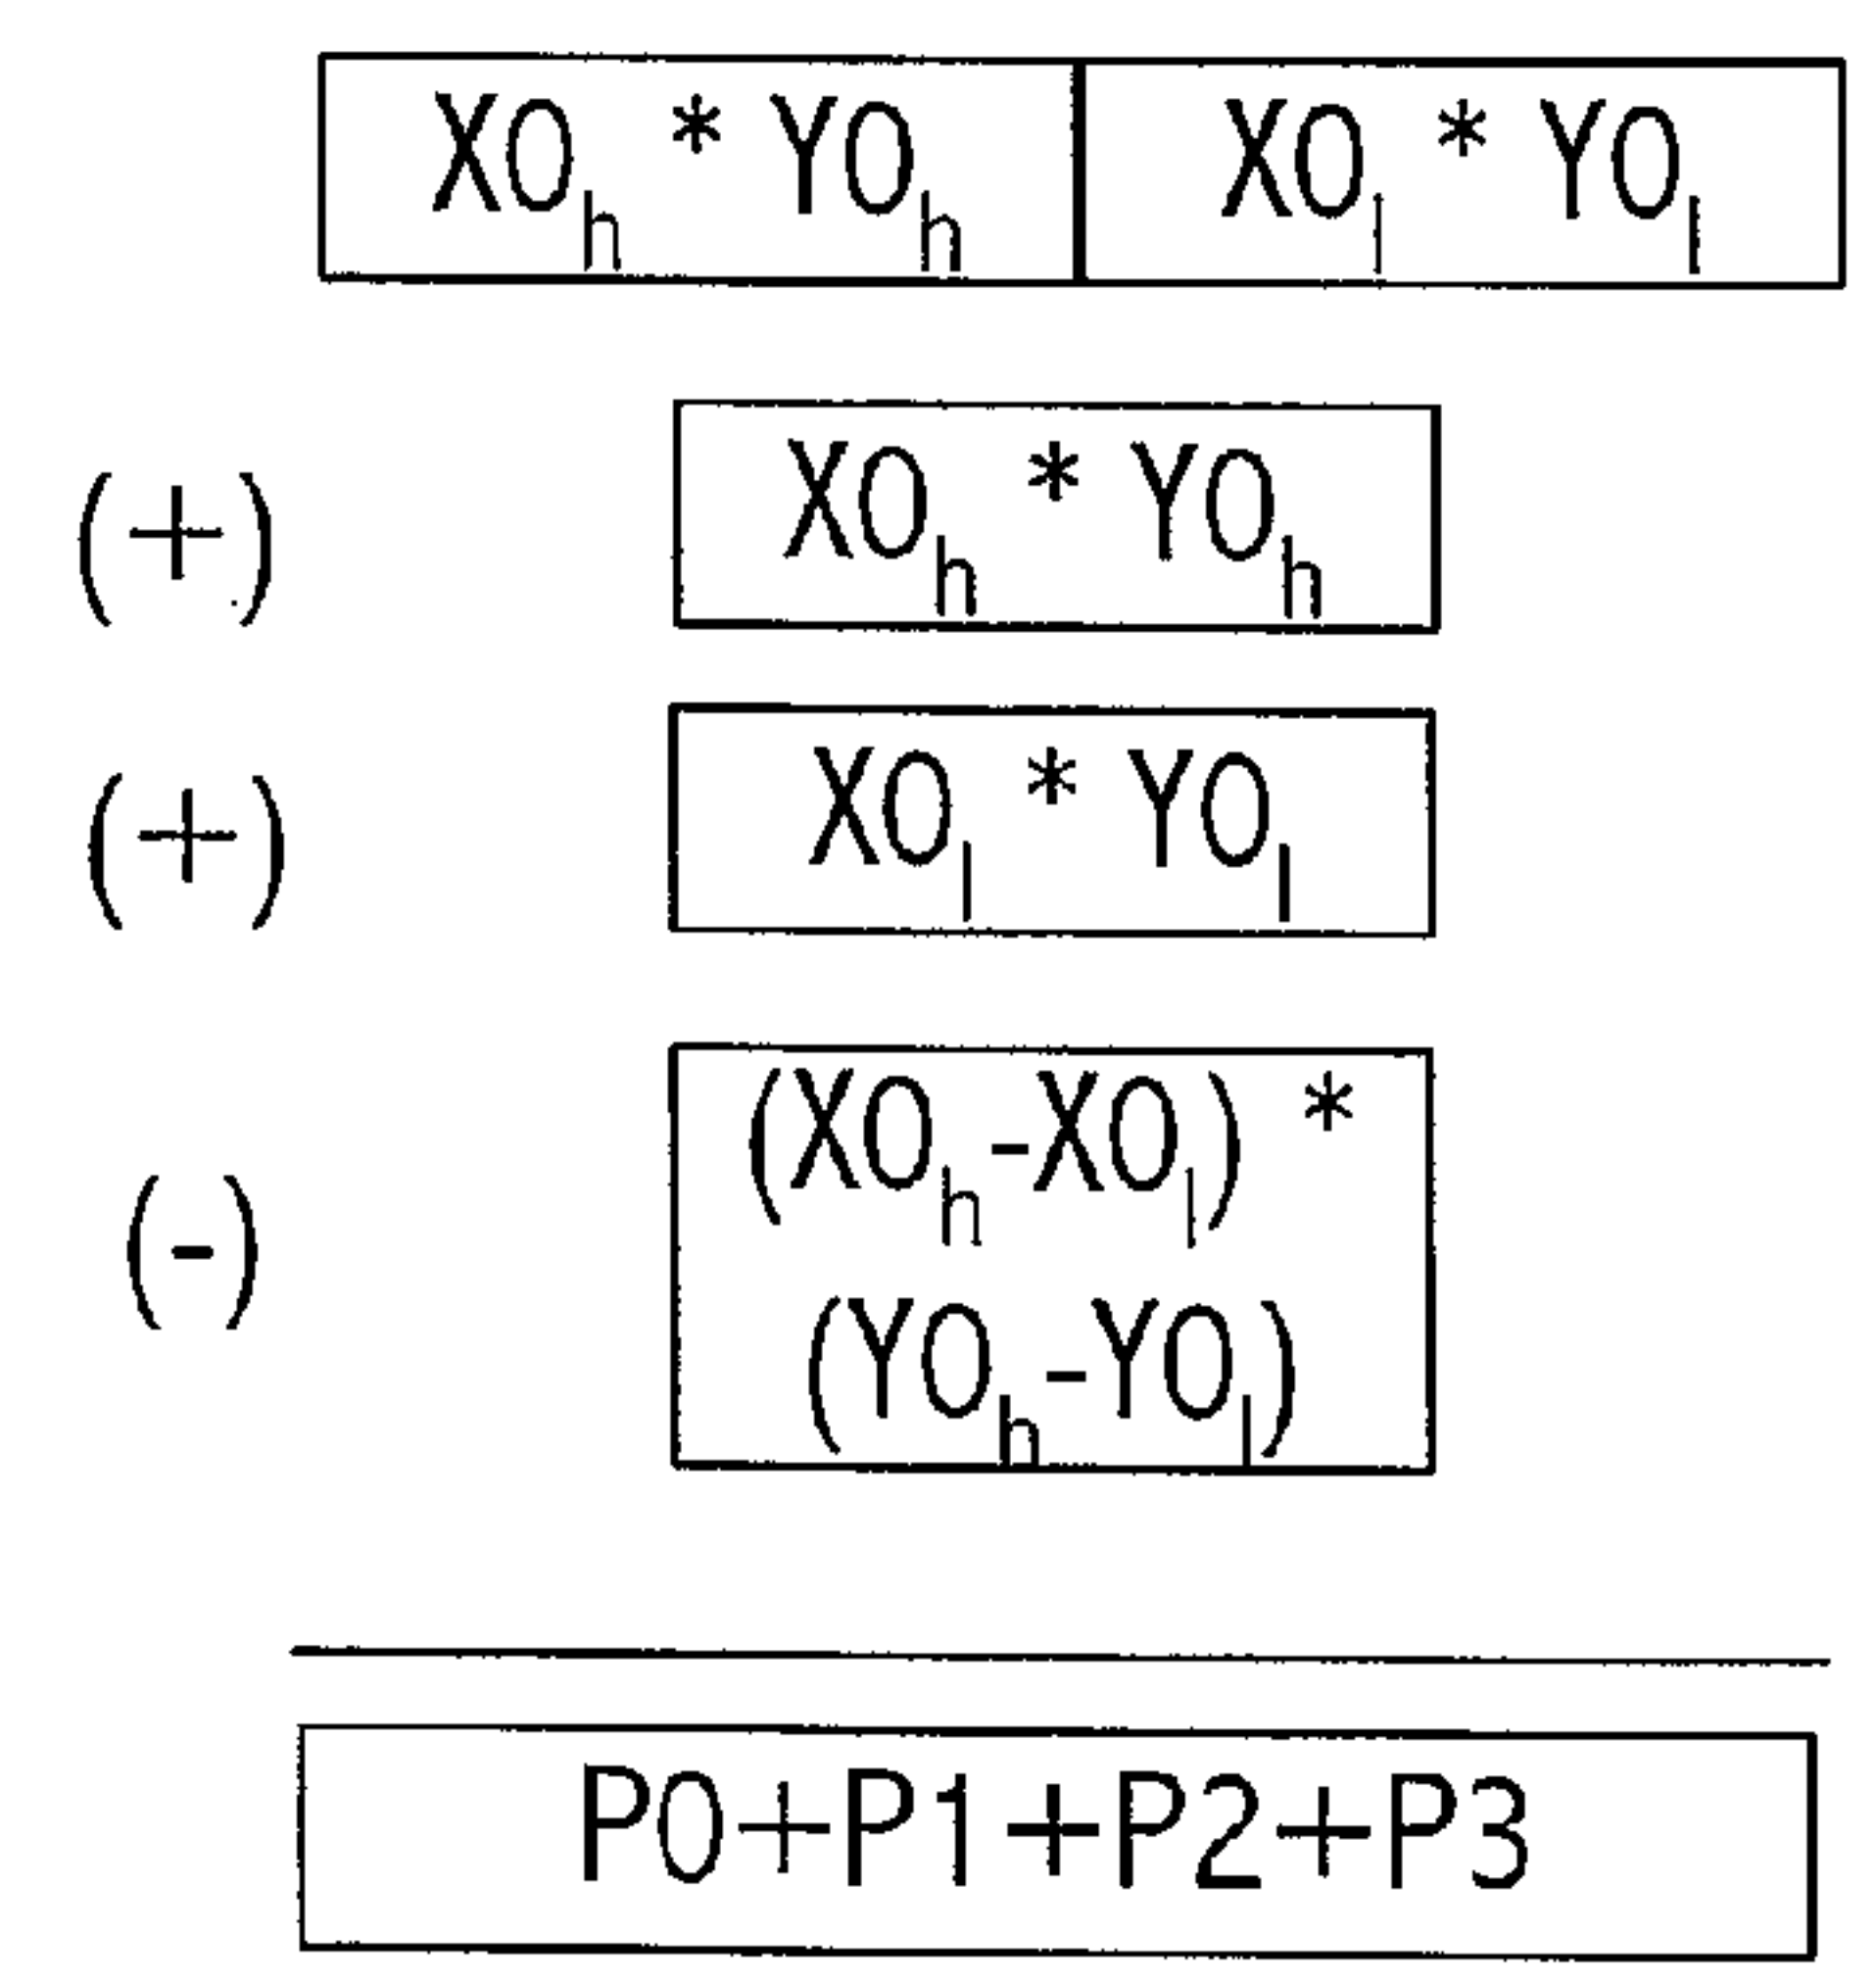 X0h * Y0h X0l * Y0l
(+) X0h * Y0h
(+) X0l * Y0l
(X0h-X0l) *
(-)
(Y0h-Y0l)
P0+P1+P2+P3